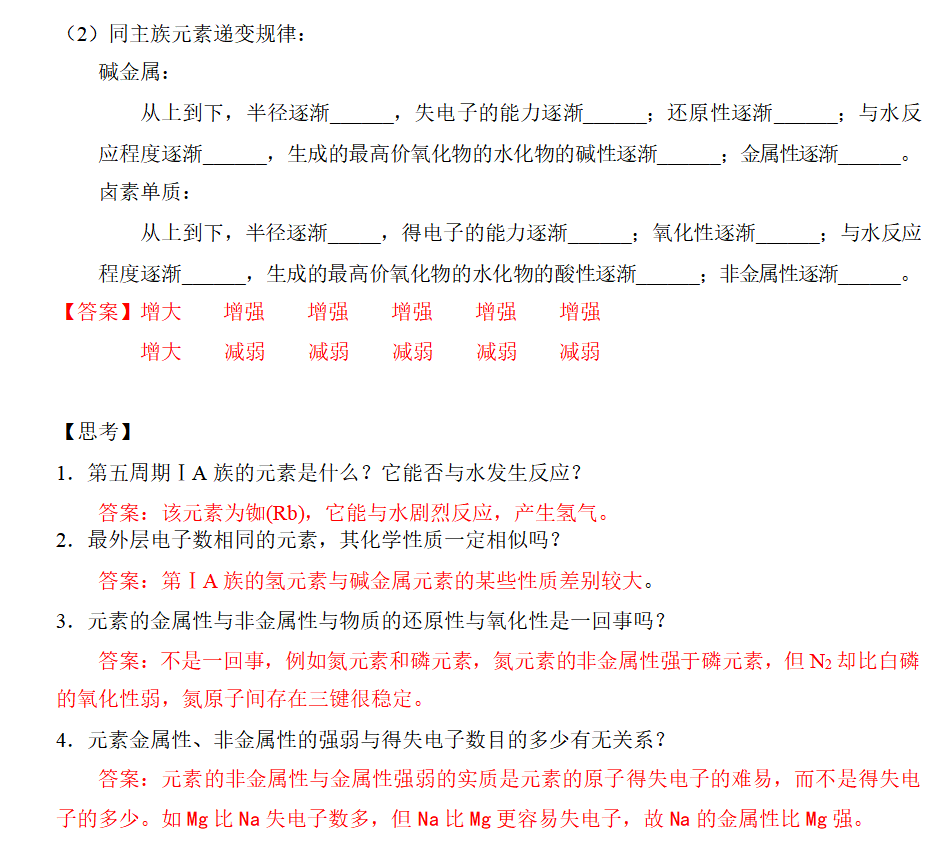 （2）同主族元素递变规律：
碱金属：
从上到下，半径逐渐______，失电子的能力逐渐______；还原性逐渐______；与水反
应程度逐渐______，生成的最高价氧化物的水化物的碱性逐渐______；金属性逐渐______。
卤素单质：
从上到下，半径逐渐_____，得电子的能力逐渐______；氧化性逐渐______；与水反应
程度逐渐______，生成的最高价氧化物的水化物的酸性逐渐______；非金属性逐渐______。
【答案】增大 增强 增强 增强 增强 增强
增大 减弱 减弱 减弱 减弱 减弱
【思考】
1．第五周期ⅠA 族的元素是什么？它能否与水发生反应？
答案：该元素为铷(Rb)，它能与水剧烈反应，产生氢气。
2．最外层电子数相同的元素，其化学性质一定相似吗？
答案：第ⅠA 族的氢元素与碱金属元素的某些性质差别较大。
3．元素的金属性与非金属性与物质的还原性与氧化性是一回事吗？
答案：不是一回事，例如氮元素和磷元素，氮元素的非金属性强于磷元素，但 N₂ 却比白磷
的氧化性弱，氮原子间存在三键很稳定。
4．元素金属性、非金属性的强弱与得失电子数目的多少有无关系？
答案：元素的非金属性与金属性强弱的实质是元素的原子得失电子的难易，而不是得失电
子的多少。如 Mg 比 Na 失电子数多，但 Na 比 Mg 更容易失电子，故 Na 的金属性比 Mg 强。